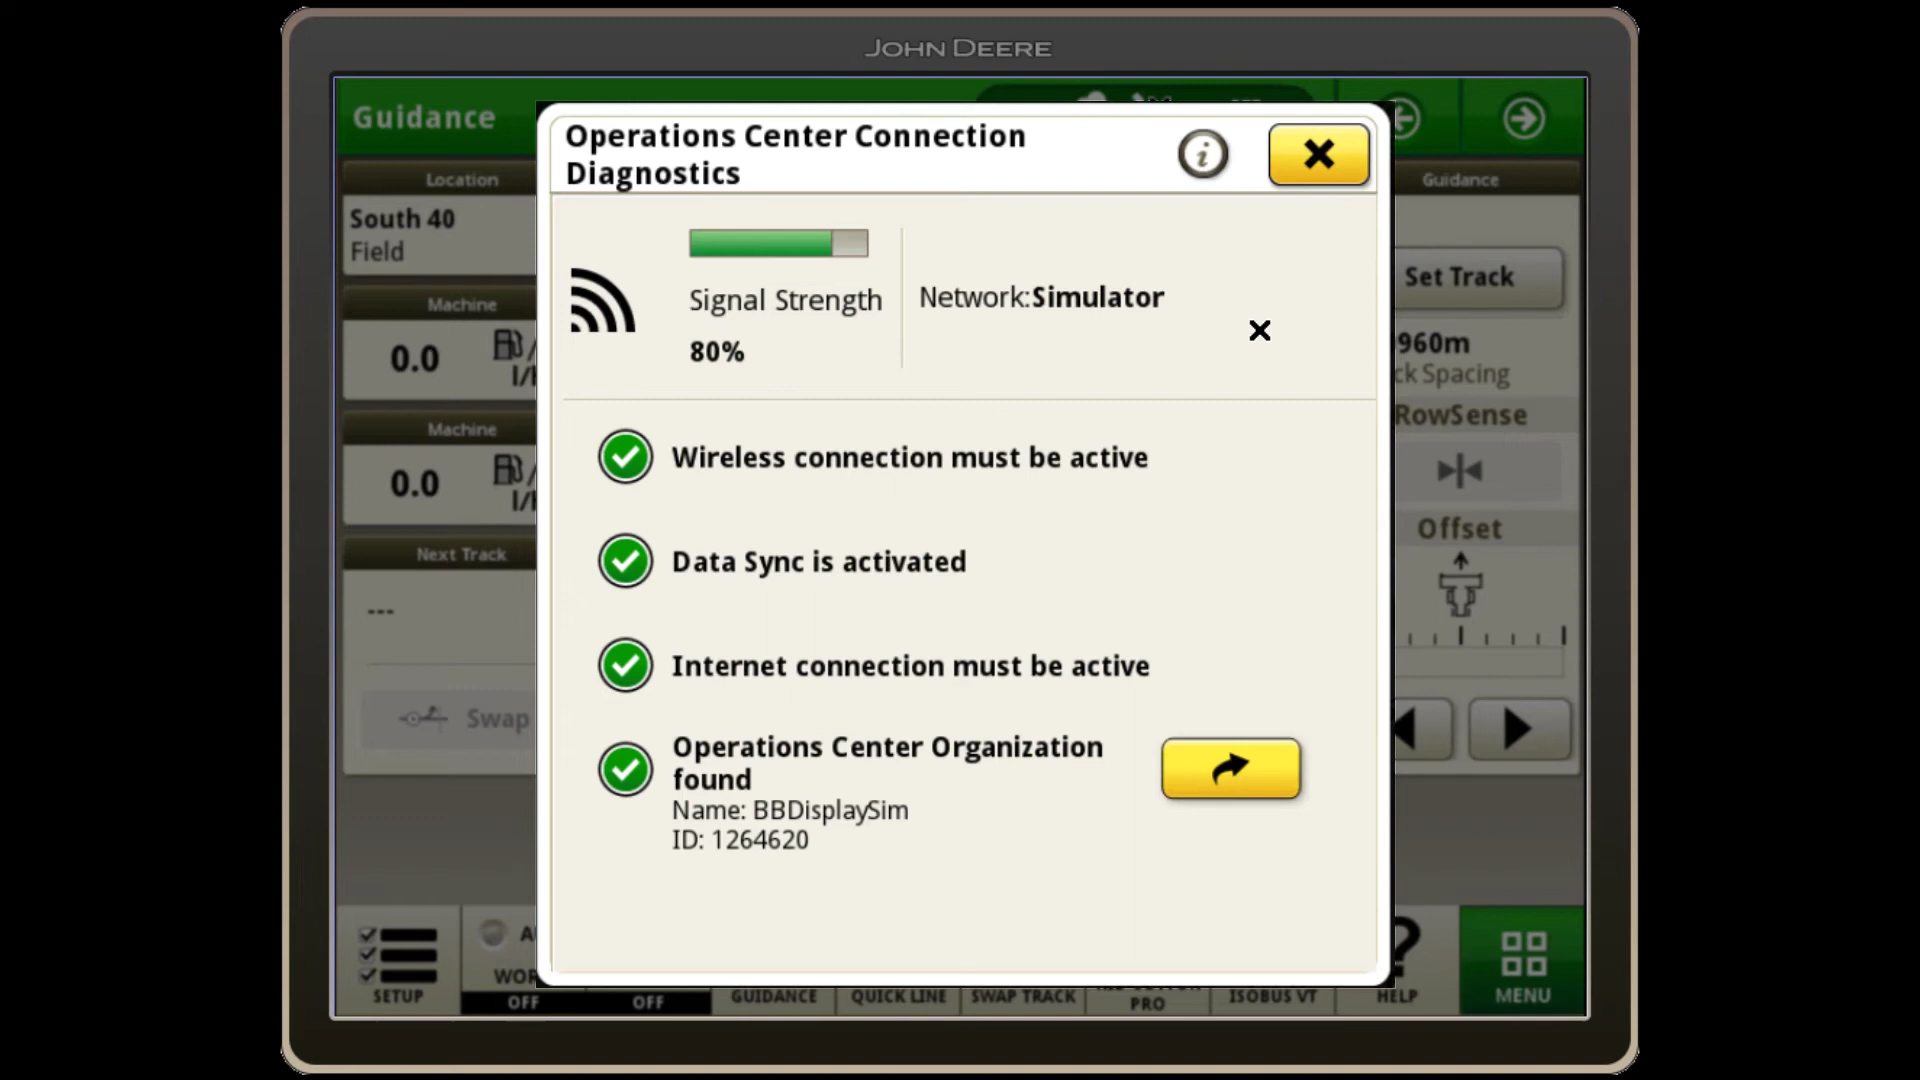 JOHN DEERE
Guidance
Operations Center Connection
Diagnostics
Location
South 40
Field
Machine
0.0
Machine
0.0
Next Track
---
Swap
Signal Strength
80%
Network:Simulator
Wireless connection must be active
Data Sync is activated
Internet connection must be active
Operations Center Organization
found
Name: BBDisplaySim
ID: 1264620
Guidance
Set Track
960m
ck Spacing
RowSense
Offset
SETUP
WOR
OFF
OFF
GUIDANCE
QUICK LINE
SWAP TRACK
PRO
ISOBUS VT
HELP
MENU